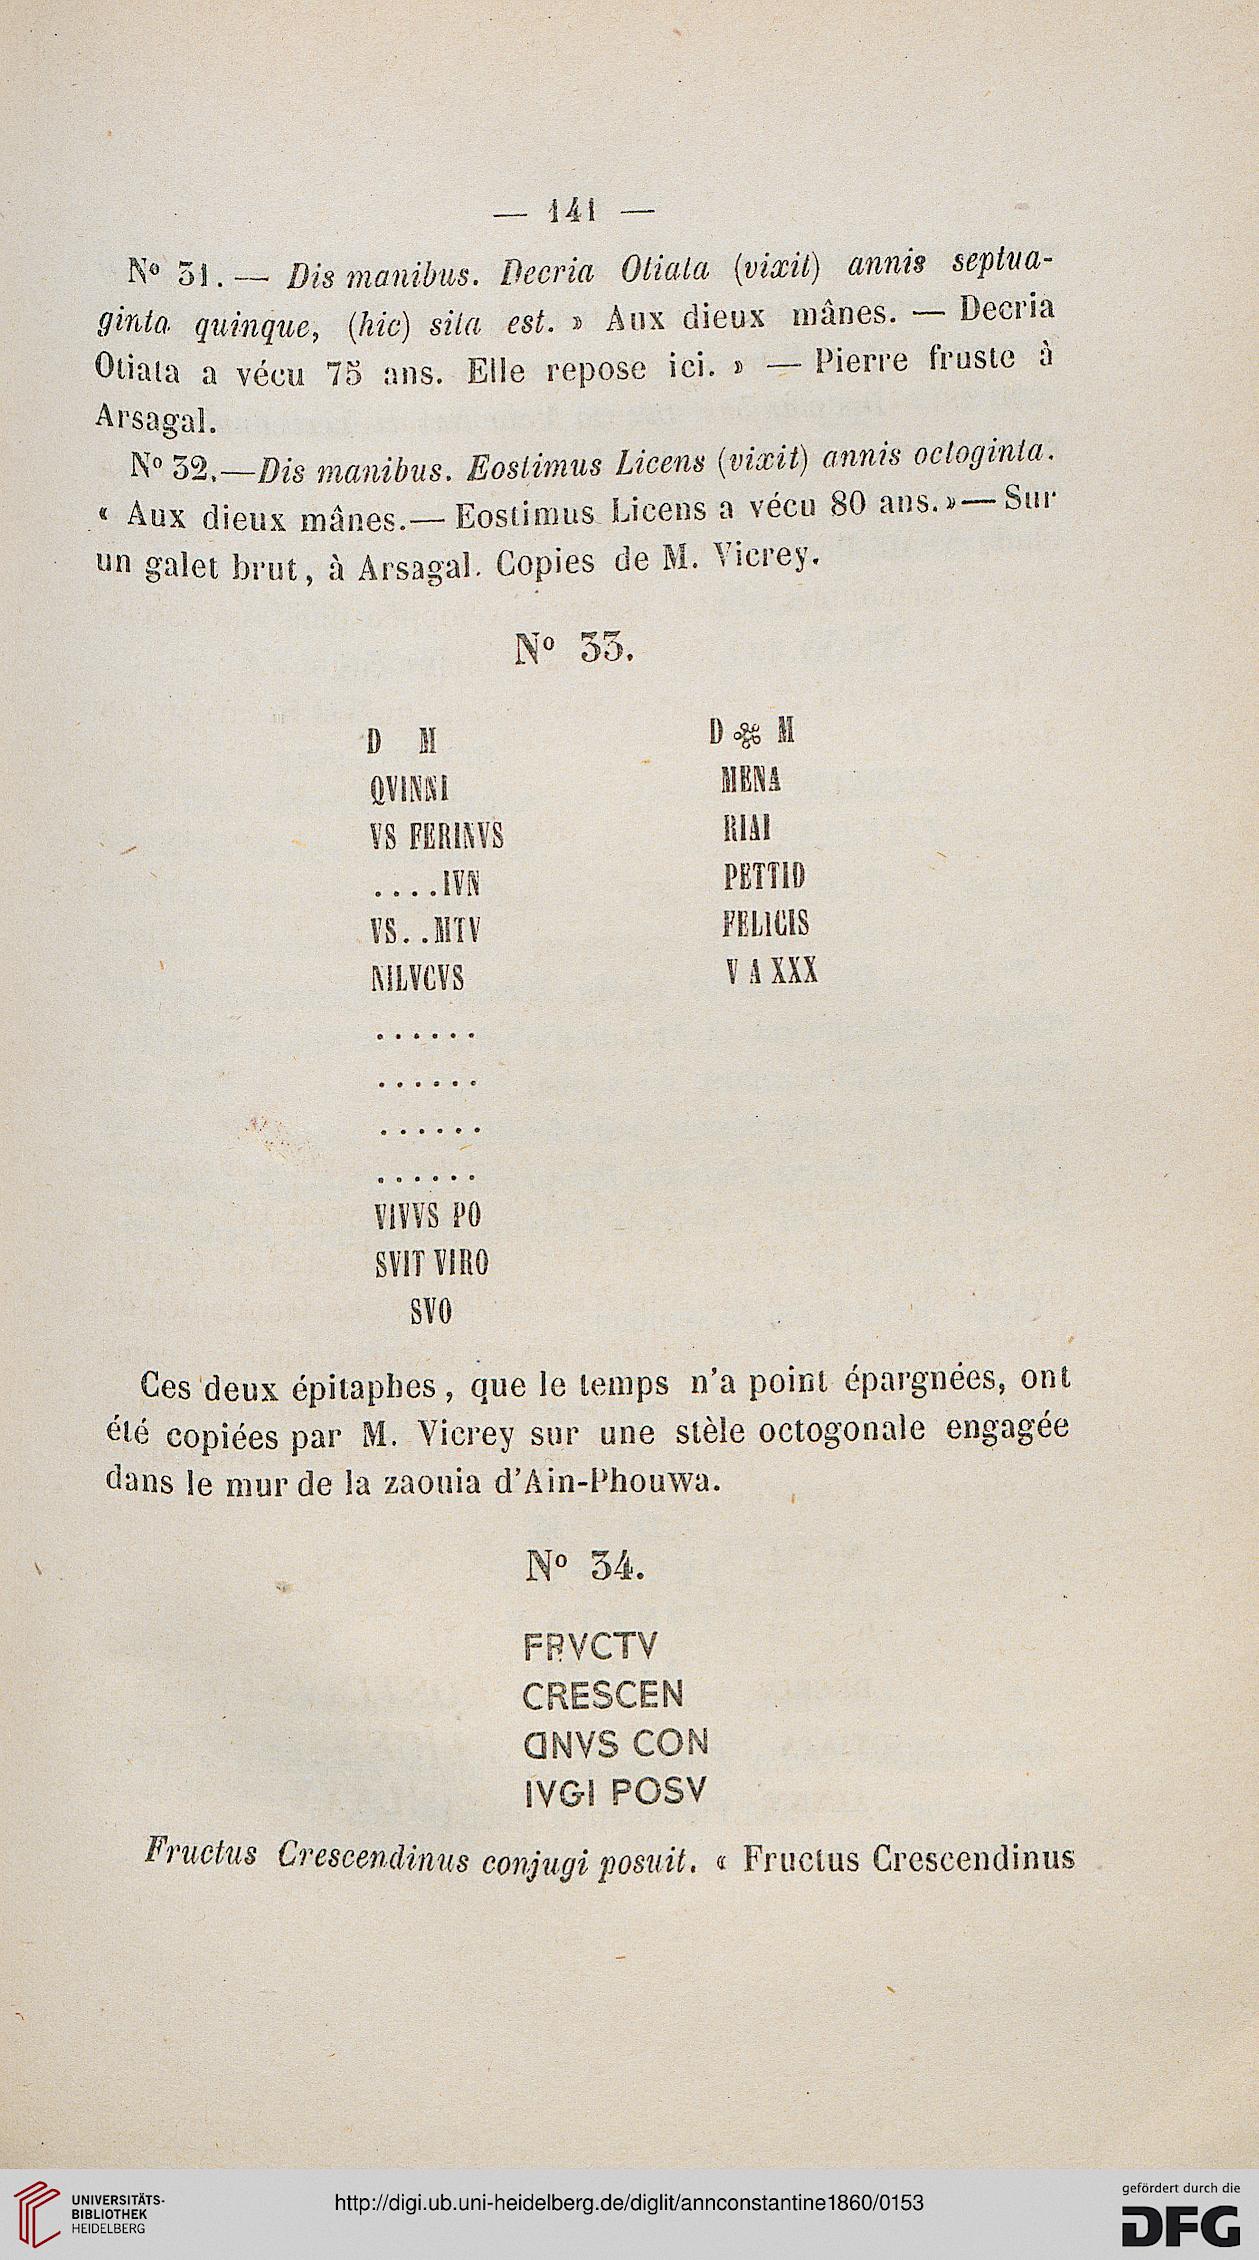 — 141 —
N° 31. — Dis manibus. Decria Otiata (vixit) annis septua-
ginta quinque, (hic) sita est. » Aux dieux mânes. — Decria
Otiata a vécu 75 ans. Elle repose ici. » — Pierre fruste à
Arsagal.
N° 32. — Dis manibus. Eostimus Licens (vixit) annis octoginta.
« Aux dieux mânes. — Eostimus Licens a vécu 80 ans. » — Sur
un galet brut, à Arsagal. Copies de M. Vicrey.
N° 33.
D M
QVINNI
VS FERINVS
....IVN
VS..MTV
NILVCVS
......
......
......
......
VIVVS PO
SVIT VIRO
SVO
D M
MENA
RIAI
PETTID
FELICIS
V A XXX
Ces deux épitaphes, que le temps n'a point épargnées, ont
été copiées par M. Vicrey sur une stèle octogonale engagée
dans le mur de la zaouia d'Ain-Phouwa.
N° 34.
FRVCTV
CRESCEN
DNVS CON
IVGI POSV
Fructus Crescendinus conjugi posuit. « Fructus Crescendinus
UNIVERSITÄTS-
BIBLIOTHEK
HEIDELBERG
http://digi.ub.uni-heidelberg.de/diglit/annconstantine1860/0153
gefördert durch die
DFG